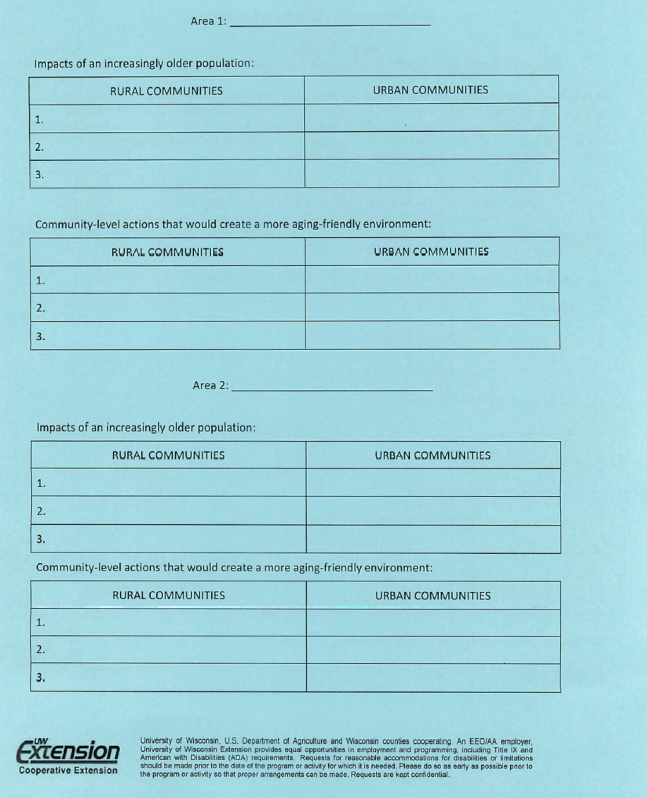 Area 1: ____________________
Impacts of an increasingly older population:
RURAL COMMUNITIES URBAN COMMUNITIES
1.
2.
3.
Community-level actions that would create a more aging-friendly environment:
RURAL COMMUNITIES URBAN COMMUNITIES
1.
2.
3.
Area 2: ____________________
Impacts of an increasingly older population:
RURAL COMMUNITIES URBAN COMMUNITIES
1.
2.
3.
Community-level actions that would create a more aging-friendly environment:
RURAL COMMUNITIES URBAN COMMUNITIES
1.
2.
3.
UW
Extension
Cooperative Extension
University of Wisconsin, U.S. Department of Agriculture and Wisconsin counties cooperating. An EEO/AA employer,
University of Wisconsin Extension provides equal opportunities in employment and programming, including Title IX and
American with Disabilities (ADA) requirements. Requests for reasonable accommodations for disabilities or limitations
should be made prior to the date of the program or activity for which it is needed. Please do so as early as possible prior to
the program or activity so that proper arrangements can be made. Requests are kept confidential.